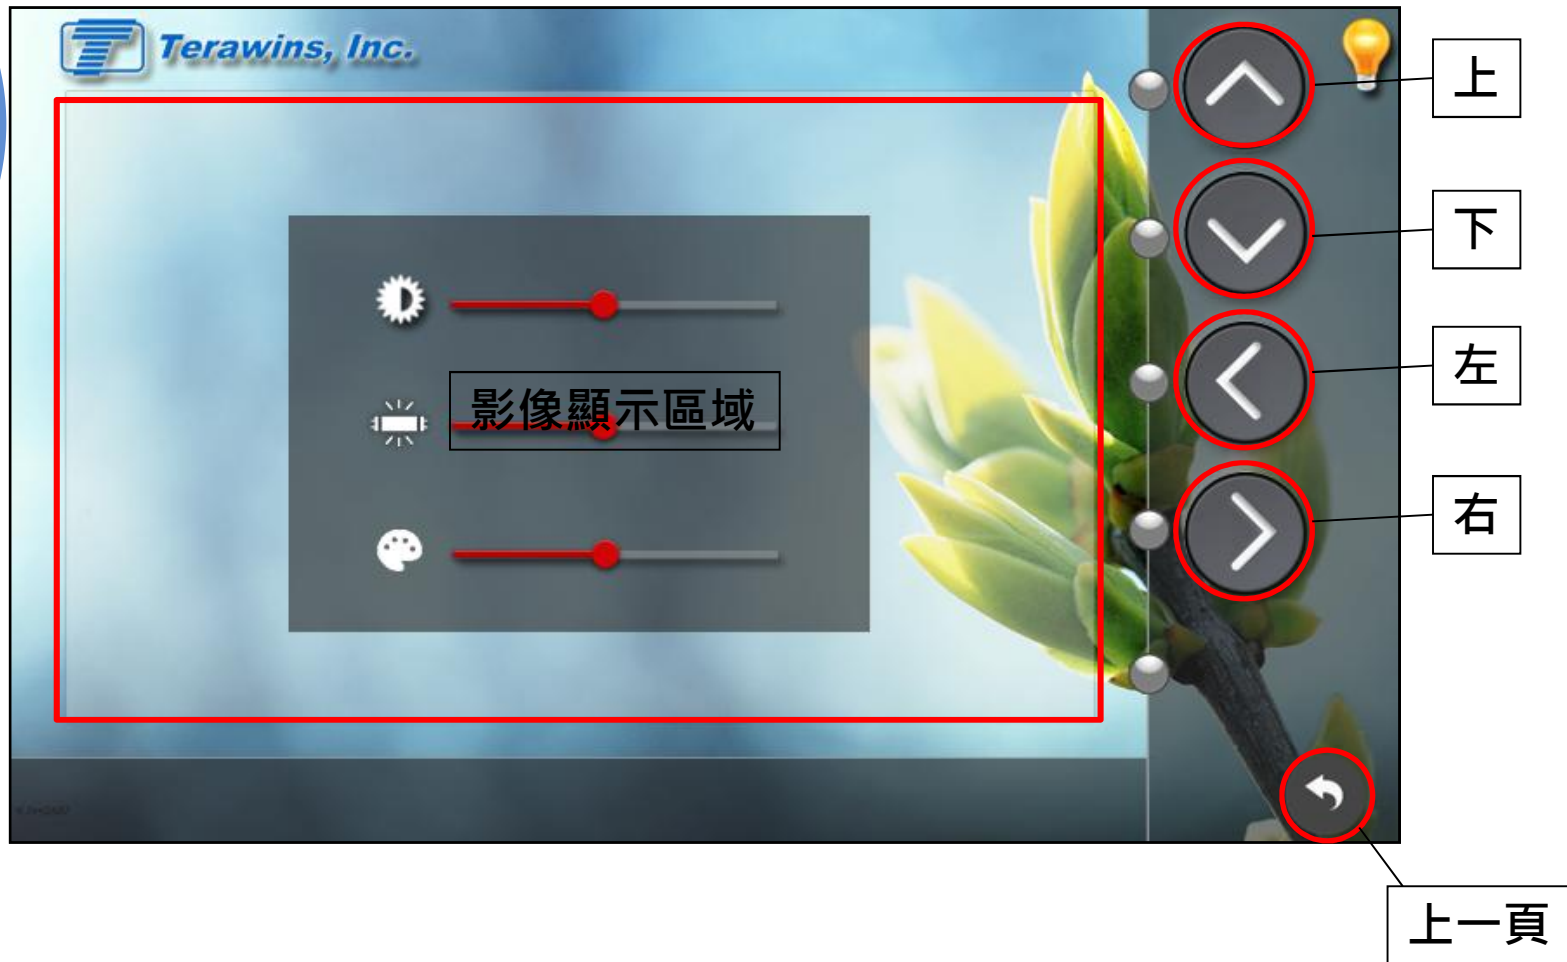 Terawins, Inc.
上
下
左
影像顯示區域
右
上一頁